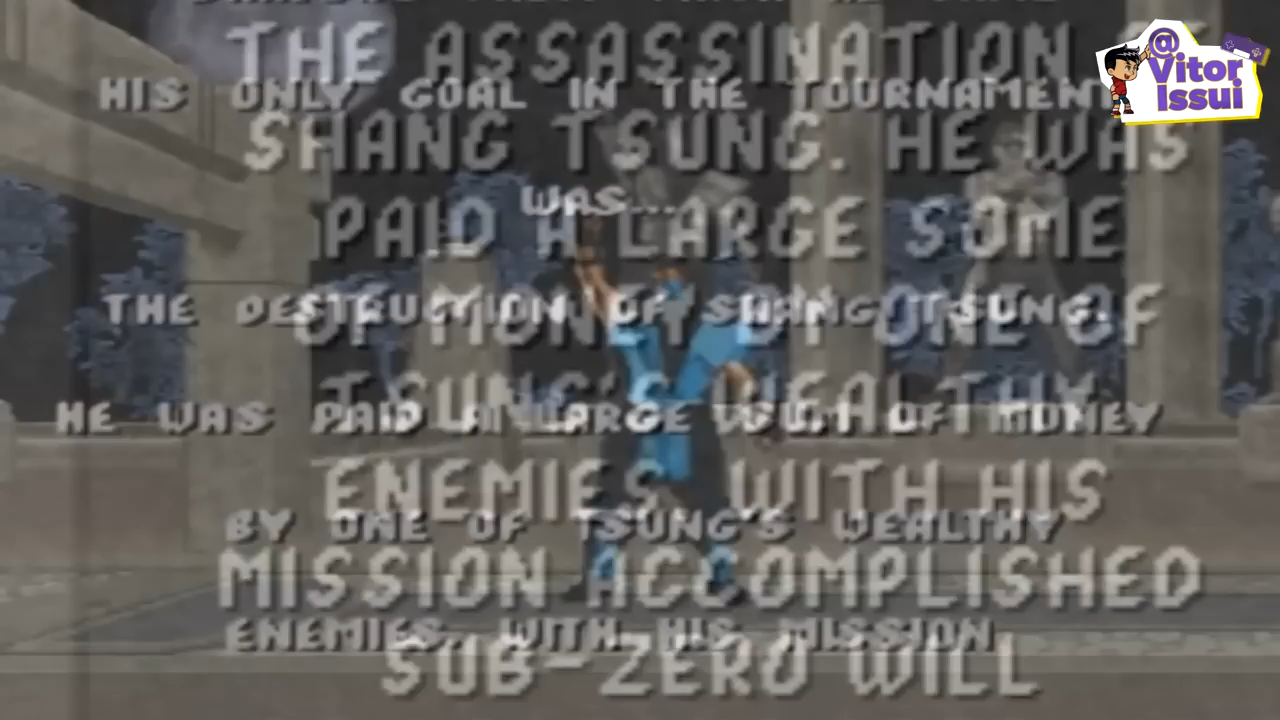 THE ASSASSINATION
HIS ONLY GOAL IN THE TOURNAMENT
SHANG TSUNG. HE WAS
WAS...
PAID A LARGE SOME
THE DESTRUCTION OF SHANG TSUNG.
OF MONEY BY ONE OF
TSUNG'S WEALTHY
HE WAS PAID A LARGE SUM OF MONEY
ENEMIES. WITH HIS
BY ONE OF TSUNG'S WEALTHY
MISSION ACCOMPLISHED
ENEMIES. WITH HIS MISSION
SUB-ZERO WILL
@
Vitor
Issui